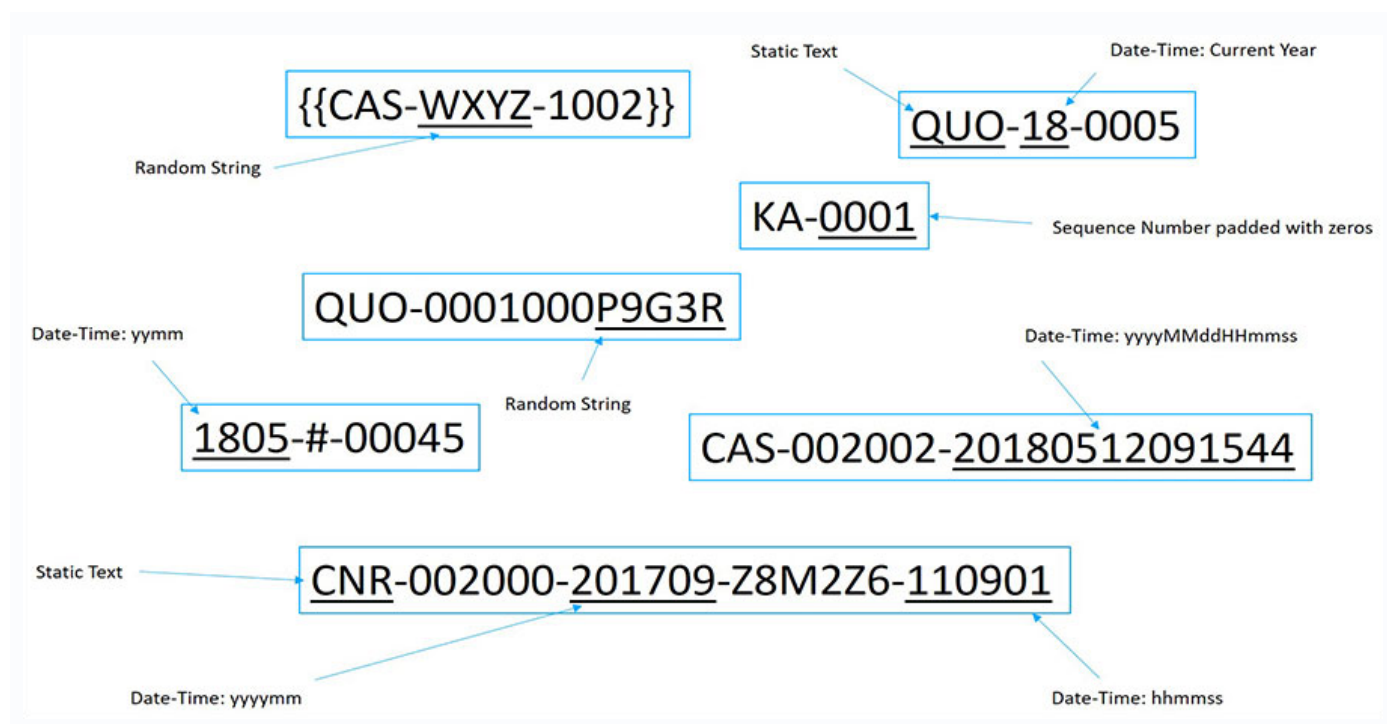 Static Text
Date-Time: Current Year
{{CAS-WXYZ-1002}}
QUO-18-0005
Random String
KA-0001
Sequence Number padded with zeros
QUO-0001000P9G3R
Date-Time: yymm
Date-Time: yyyyMMddHHmmss
Random String
1805-#-00045
CAS-002002-20180512091544
Static Text
CNR-002000-201709-Z8M2Z6-110901
Date-Time: yyyymm
Date-Time: hhmmss